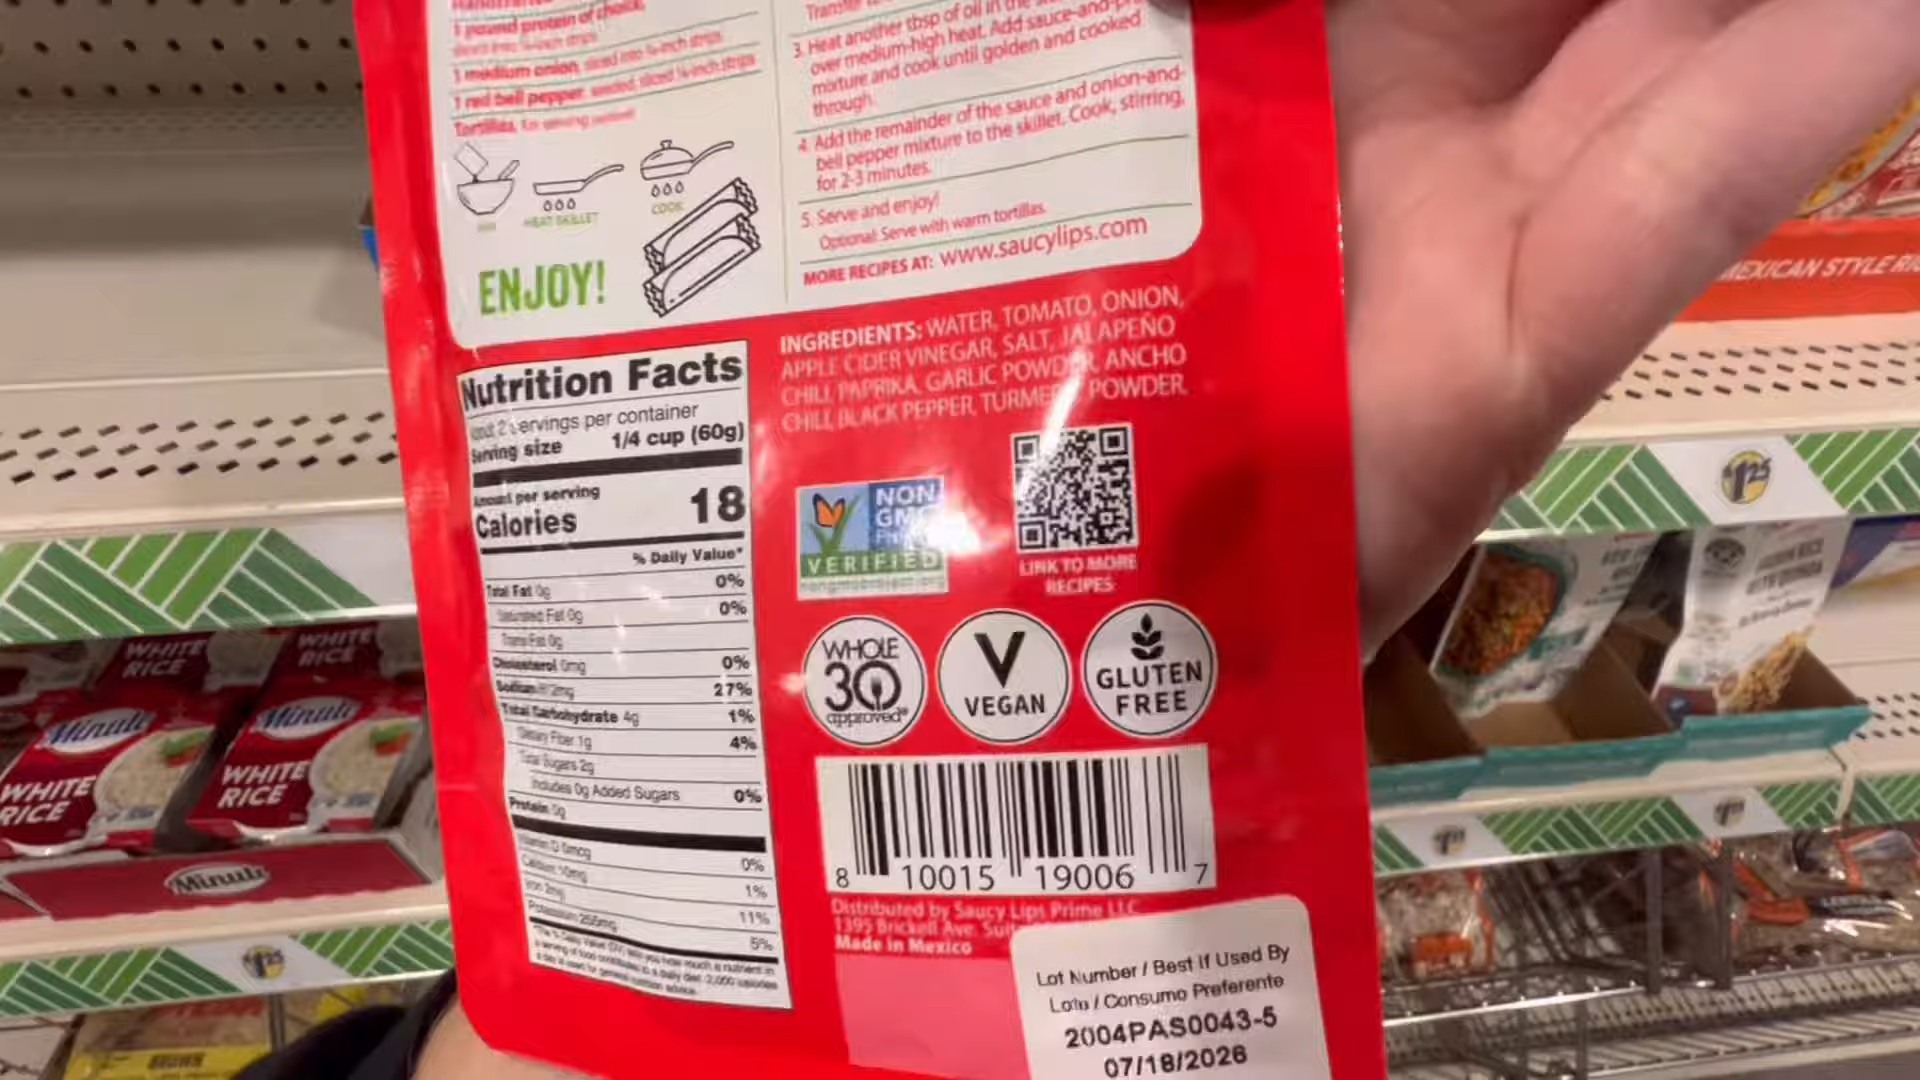 1 pound protein of choice,
1 medium onion, sliced into ¼-inch strips
1 red bell pepper, seeded, sliced ¼-inch strips
Tortillas, for serving
HEAT SKILLET
COOK
ENJOY!
3. Heat another tbsp of oil in the
over medium-high heat. Add sauce-and-
mixture and cook until golden and cooked
through.
4. Add the remainder of the sauce and onion-and-
bell pepper mixture to the skillet. Cook, stirring,
for 2-3 minutes.
5. Serve and enjoy!
Optional: Serve with warm tortillas.
MORE RECIPES AT: www.saucylips.com
Nutrition Facts
servings per container
Serving size 1/4 cup (60g)
Amount per serving
Calories 18
% Daily Value*
Total Fat 0g 0%
Saturated Fat 0g 0%
Trans Fat 0g
Cholesterol 0mg 0%
Sodium 27%
Total Carbohydrate 4g 1%
Dietary Fiber 1g 4%
Total Sugars 2g
Includes 0g Added Sugars 0%
Protein 0g
Vitamin D 0mcg 0%
Calcium 10mg 1%
Iron 2mg 11%
Potassium 5%
INGREDIENTS: WATER, TOMATO, ONION,
APPLE CIDER VINEGAR, SALT, JALAPEÑO
CHILI, PAPRIKA, GARLIC POWDER, ANCHO
CHILI, BLACK PEPPER, TURMERIC POWDER.
NON
GMO
VERIFIED
nongmoproject.org
LINK TO MORE
RECIPES
WHOLE
30
approved
V
VEGAN
GLUTEN
FREE
8 10015 19006 7
Distributed by Saucy Lips Prime LLC
1395 Brickell Ave.
Made in Mexico
Lot Number / Best If Used By
Lote / Consumo Preferente
2004PAS0043-5
07/18/2026
WHITE
RICE
WHITE
RICE
Minute
WHITE
RICE
Minute
WHITE
RICE
Minute
$1.25
$1.25
MEXICAN STYLE